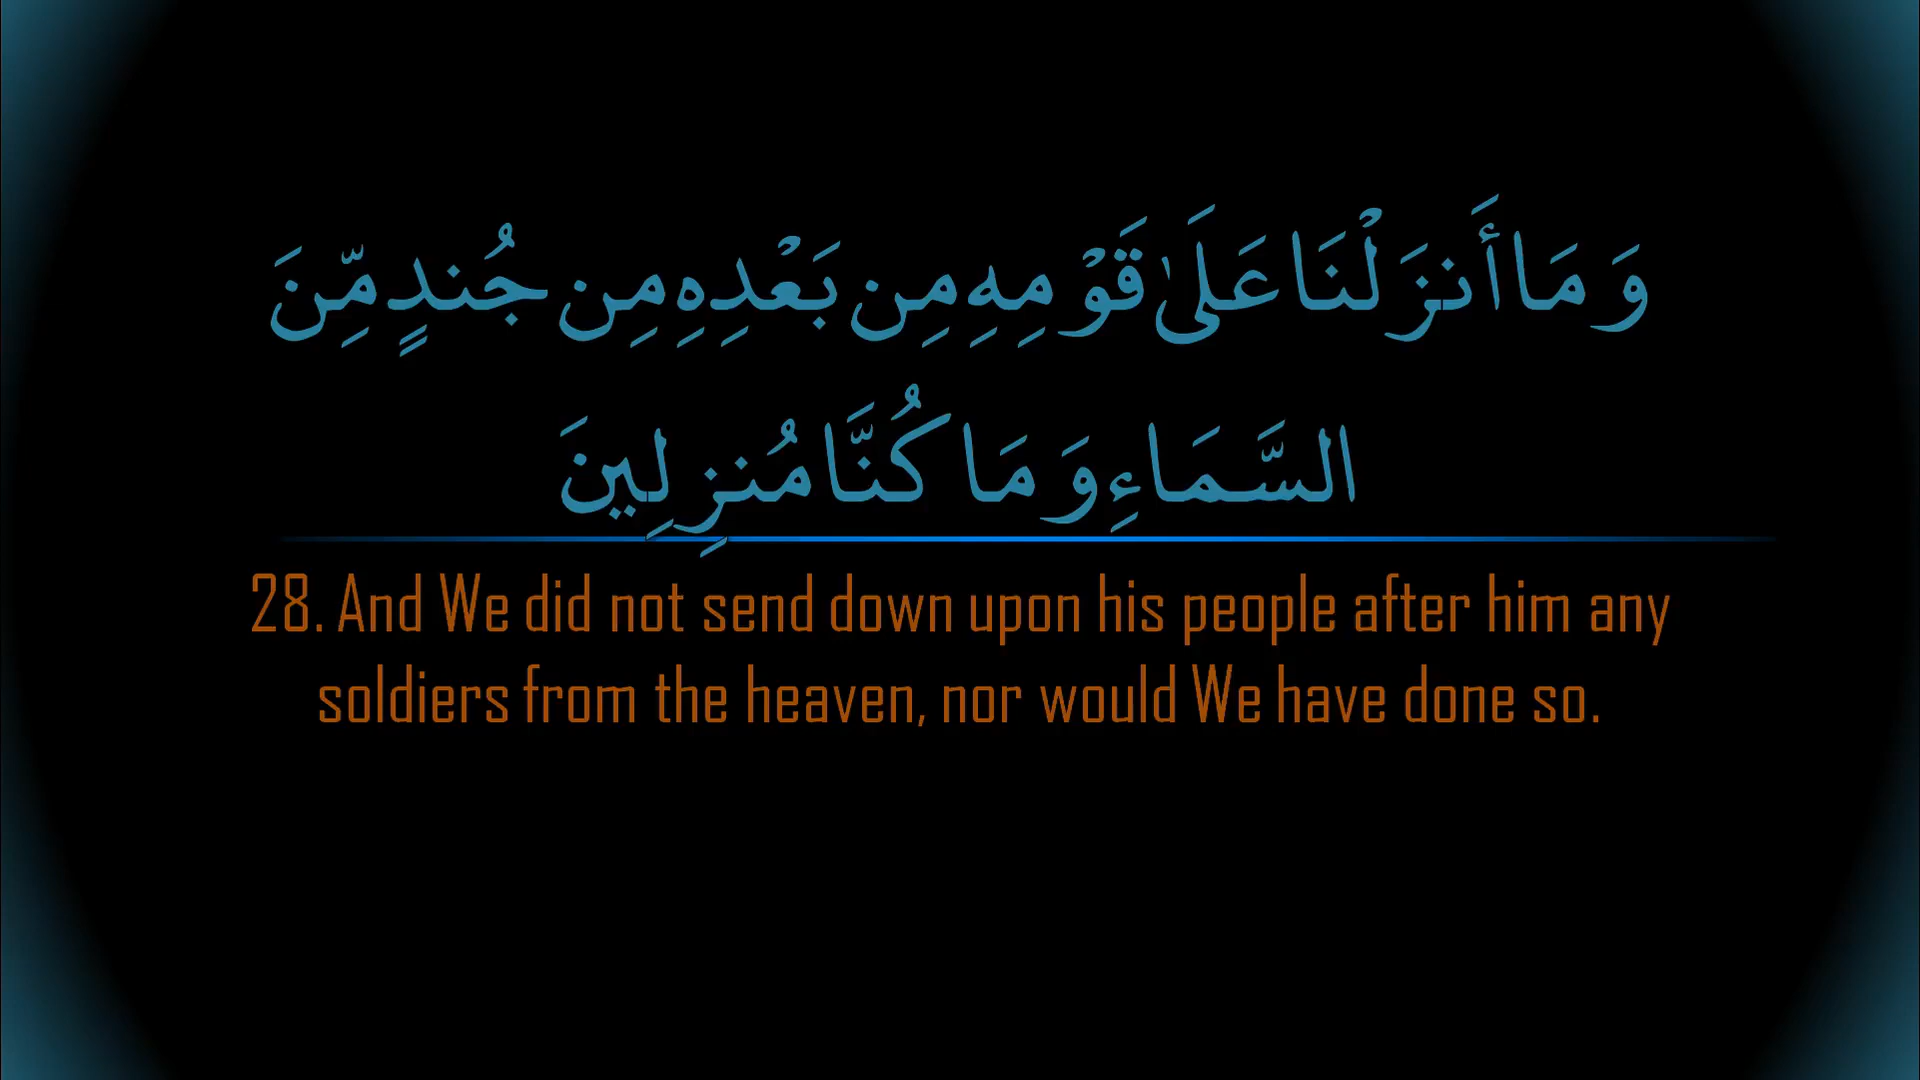 وَمَا أَنزَلْنَا عَلَىٰ قَوْمِهِ مِن بَعْدِهِ مِن جُندٍ مِّنَ
السَّمَاءِ وَمَا كُنَّا مُنزِلِينَ
28. And We did not send down upon his people after him any
soldiers from the heaven, nor would We have done so.